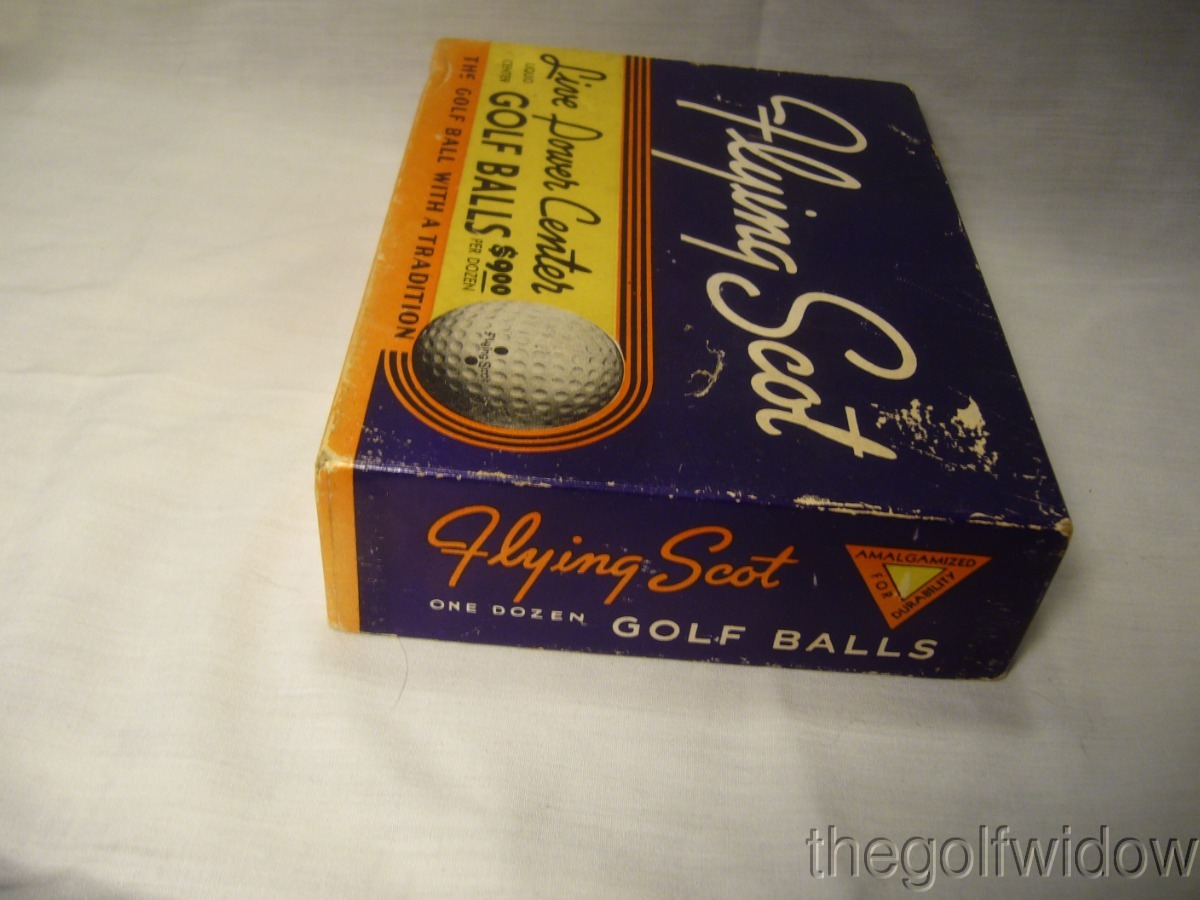 Flying Scot
Live Power Center
LIQUID
CENTER
GOLF BALLS $9.00
PER DOZEN
THE GOLF BALL WITH A TRADITION
Flying Scot
Flying Scot
ONE DOZEN GOLF BALLS
AMALGAMIZED
FOR
DURABILITY
thegolfwidow